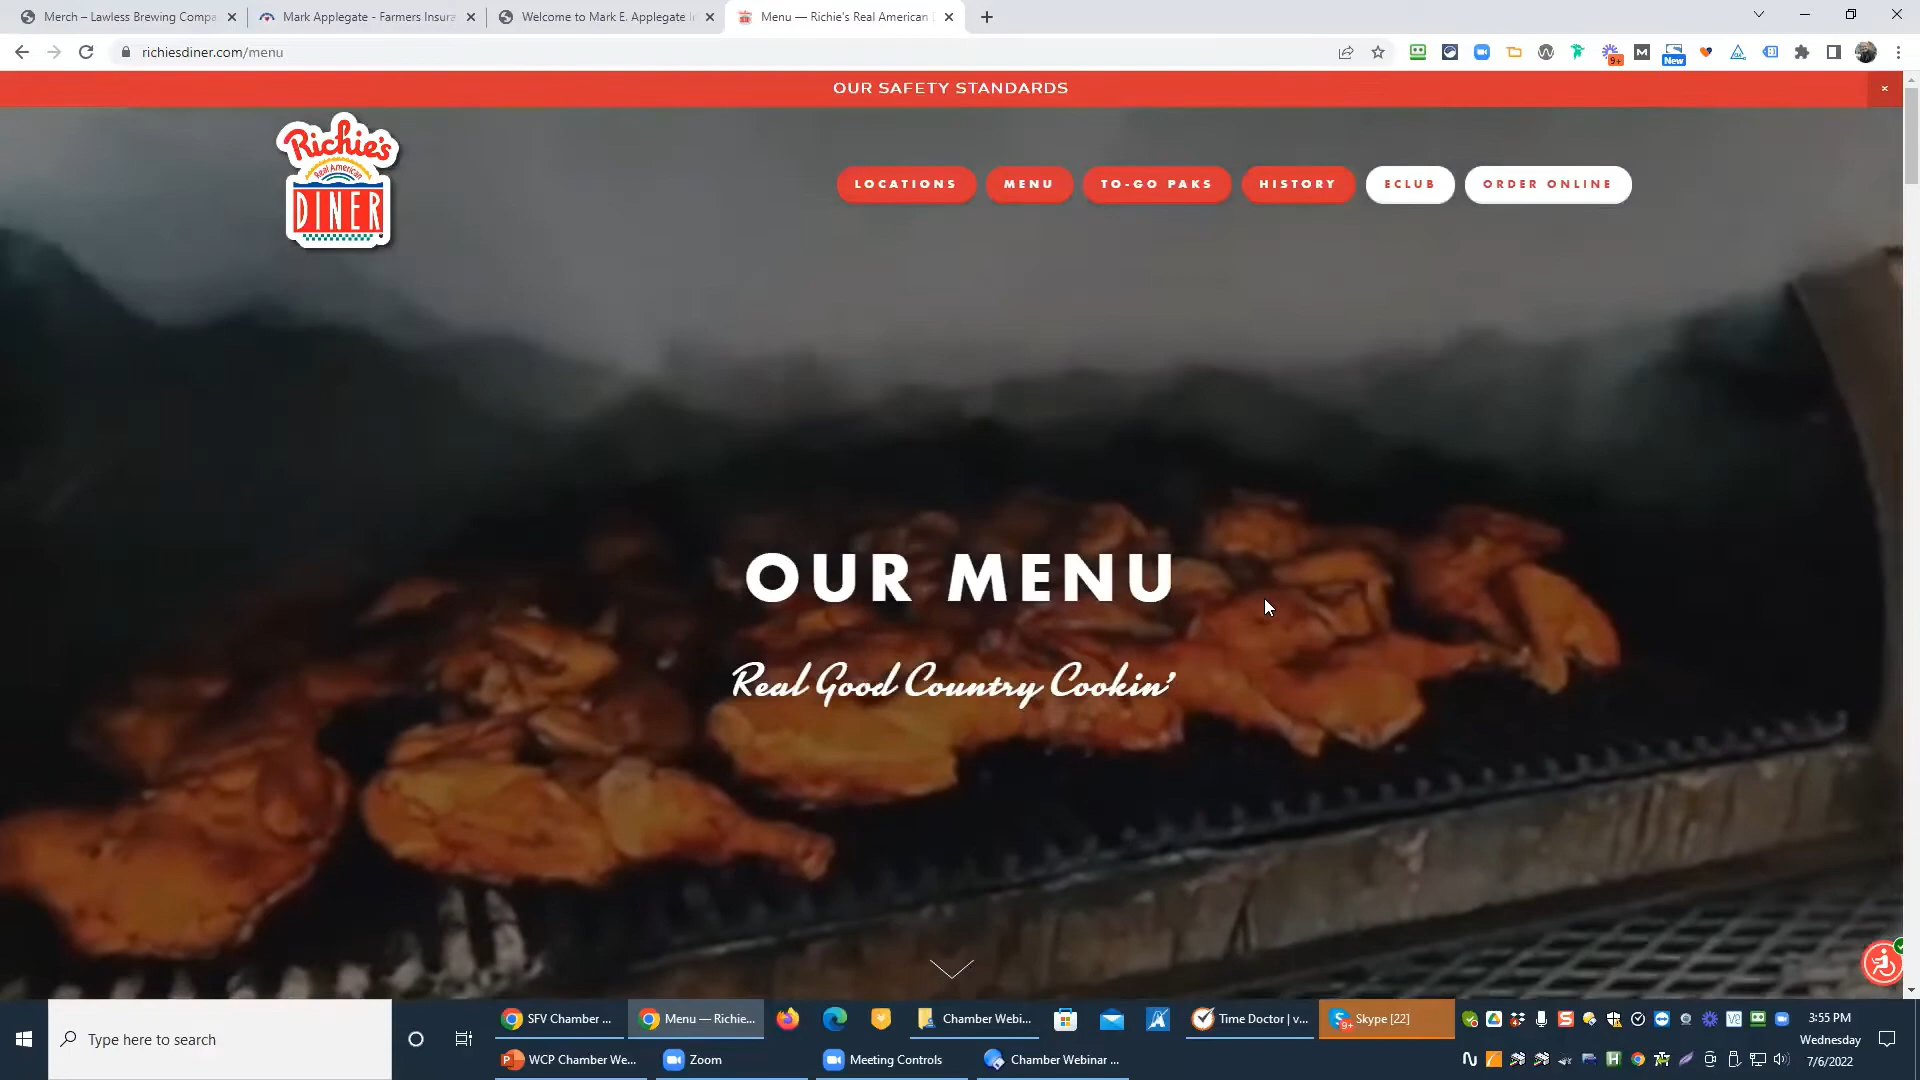 Merch – Lawless Brewing Compa
Mark Applegate - Farmers Insura
Welcome to Mark E. Applegate I
Menu — Richie's Real American D
richiesdiner.com/menu
9+
New
OUR SAFETY STANDARDS
Richie's
Real American
DINER
LOCATIONS
MENU
TO-GO PAKS
HISTORY
ECLUB
ORDER ONLINE
OUR MENU
Real Good Country Cookin'
Type here to search
SFV Chamber ...
Menu — Richie...
Chamber Webi...
Time Doctor | v...
9+
Skype [22]
3:55 PM
Wednesday
7/6/2022
WCP Chamber We...
Zoom
Meeting Controls
Chamber Webinar ...